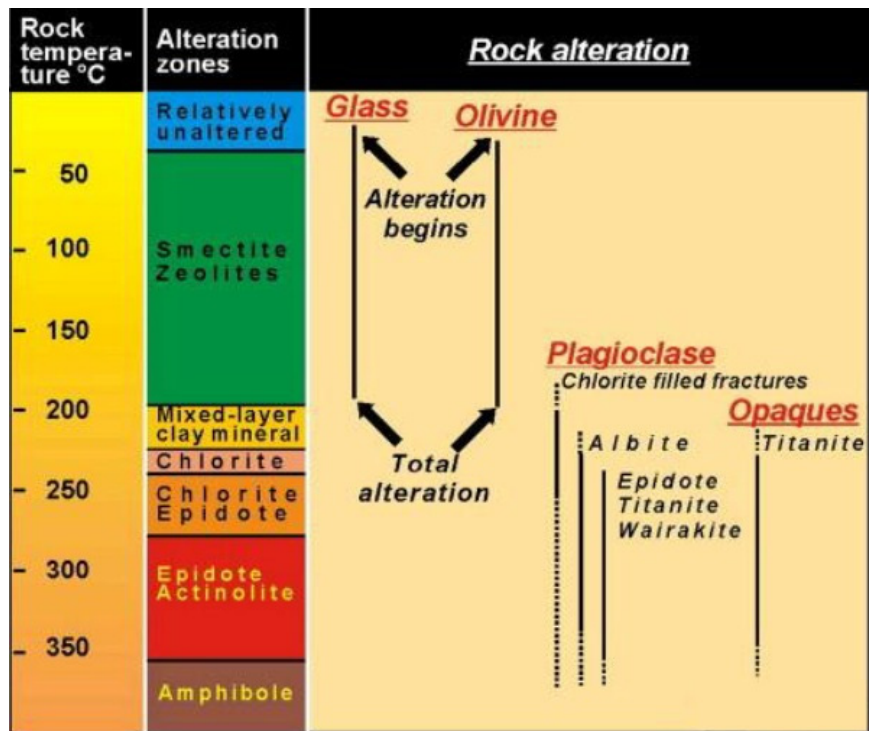 Rock
tempera-
ture °C
Alteration
zones
Rock alteration
50
100
150
200
250
300
350
Relatively
unaltered
Smectite
Zeolites
Mixed-layer
clay mineral
Chlorite
Chlorite
Epidote
Epidote
Actinolite
Amphibole
Glass
Olivine
Alteration
begins
Total
alteration
Plagioclase
Chlorite filled fractures
Albite
Epidote
Titanite
Wairakite
Opaques
Titanite